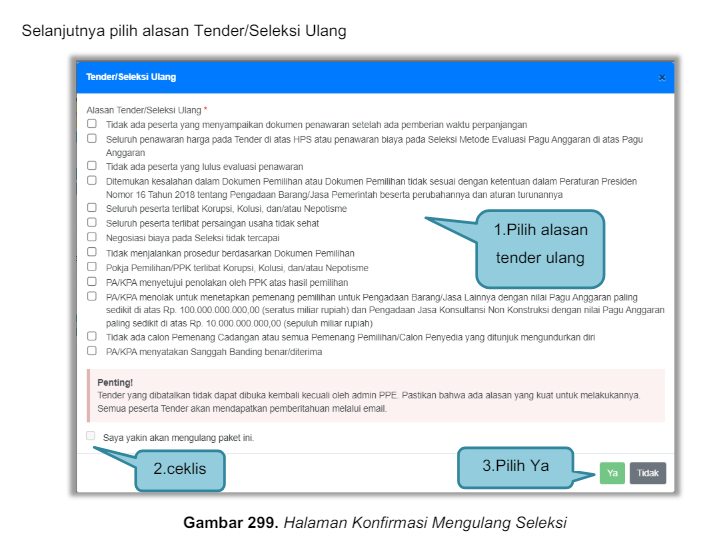 Selanjutnya pilih alasan Tender/Seleksi Ulang
Tender/Seleksi Ulang
×
Alasan Tender/Seleksi Ulang *
Tidak ada peserta yang menyampaikan dokumen penawaran setelah ada pemberian waktu perpanjangan
Seluruh penawaran harga pada Tender di atas HPS atau penawaran biaya pada Seleksi Metode Evaluasi Pagu Anggaran di atas Pagu
Anggaran
Tidak ada peserta yang lulus evaluasi penawaran
Ditemukan kesalahan dalam Dokumen Pemilihan atau Dokumen Pemilihan tidak sesuai dengan ketentuan dalam Peraturan Presiden
Nomor 16 Tahun 2018 tentang Pengadaan Barang/Jasa Pemerintah beserta perubahannya dan aturan turunannya
Seluruh peserta terlibat Korupsi, Kolusi, dan/atau Nepotisme
Seluruh peserta terlibat persaingan usaha tidak sehat
Negosiasi biaya pada Seleksi tidak tercapai
Tidak menjalankan prosedur berdasarkan Dokumen Pemilihan
Pokja Pemilihan/PPK terlibat Korupsi, Kolusi, dan/atau Nepotisme
PA/KPA menyetujui penolakan oleh PPK atas hasil pemilihan
PA/KPA menolak untuk menetapkan pemenang pemilihan untuk Pengadaan Barang/Jasa Lainnya dengan nilai Pagu Anggaran paling
sedikit di atas Rp. 100.000.000.000,00 (seratus miliar rupiah) dan Pengadaan Jasa Konsultansi Non Konstruksi dengan nilai Pagu Anggaran
paling sedikit di atas Rp. 10.000.000.000,00 (sepuluh miliar rupiah)
Tidak ada calon Pemenang Cadangan atau semua Pemenang Pemilihan/Calon Penyedia yang ditunjuk mengundurkan diri
PA/KPA menyatakan Sanggah Banding benar/diterima
1.Pilih alasan
tender ulang
Penting!
Tender yang dibatalkan tidak dapat dibuka kembali kecuali oleh admin PPE. Pastikan bahwa ada alasan yang kuat untuk melakukannya.
Semua peserta Tender akan mendapatkan pemberitahuan melalui email.
Saya yakin akan mengulang paket ini.
2.ceklis
3.Pilih Ya
Ya
Tidak
Gambar 299. Halaman Konfirmasi Mengulang Seleksi